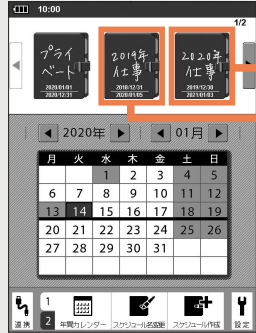 10:00
1/2
プライ
ベート
2020/01/01
2020/12/31
2019年
仕事
2018/12/31
2020/01/05
2020年
仕事
2019/12/30
2021/01/03
2020年 01月
月 火 水 木 金 土 日
1 2 3 4 5
6 7 8 9 10 11 12
13 14 15 16 17 18 19
20 21 22 23 24 25 26
27 28 29 30 31
1
2
連携 年間カレンダー スケジュール名変更 スケジュール作成 設定